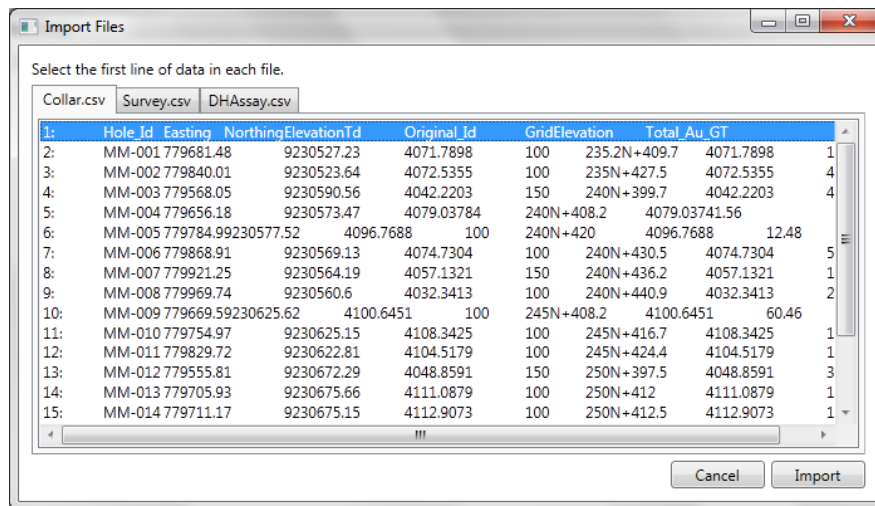 Import Files
Select the first line of data in each file.
Collar.csv Survey.csv DHAssay.csv
1: Hole_Id Easting NorthingElevationTd Original_Id GridElevation Total_Au_GT
2: MM-001 779681.48 9230527.23 4071.7898 100 235.2N+409.7 4071.7898 1
3: MM-002 779840.01 9230523.64 4072.5355 100 235N+427.5 4072.5355 4
4: MM-003 779568.05 9230590.56 4042.2203 150 240N+399.7 4042.2203 4
5: MM-004 779656.18 9230573.47 4079.03784 240N+408.2 4079.03741.56
6: MM-005 779784.99230577.52 4096.7688 100 240N+420 4096.7688 12.48
7: MM-006 779868.91 9230569.13 4074.7304 100 240N+430.5 4074.7304 5
8: MM-007 779921.25 9230564.19 4057.1321 150 240N+436.2 4057.1321 1
9: MM-008 779969.74 9230560.6 4032.3413 100 240N+440.9 4032.3413 2
10: MM-009 779669.59230625.62 4100.6451 100 245N+408.2 4100.6451 60.46
11: MM-010 779754.97 9230625.15 4108.3425 100 245N+416.7 4108.3425 1
12: MM-011 779829.72 9230622.81 4104.5179 100 245N+424.4 4104.5179 1
13: MM-012 779555.81 9230672.29 4048.8591 150 250N+397.5 4048.8591 3
14: MM-013 779705.93 9230675.66 4111.0879 100 250N+412 4111.0879 1
15: MM-014 779711.17 9230675.15 4112.9073 100 250N+412.5 4112.9073 1
Cancel Import